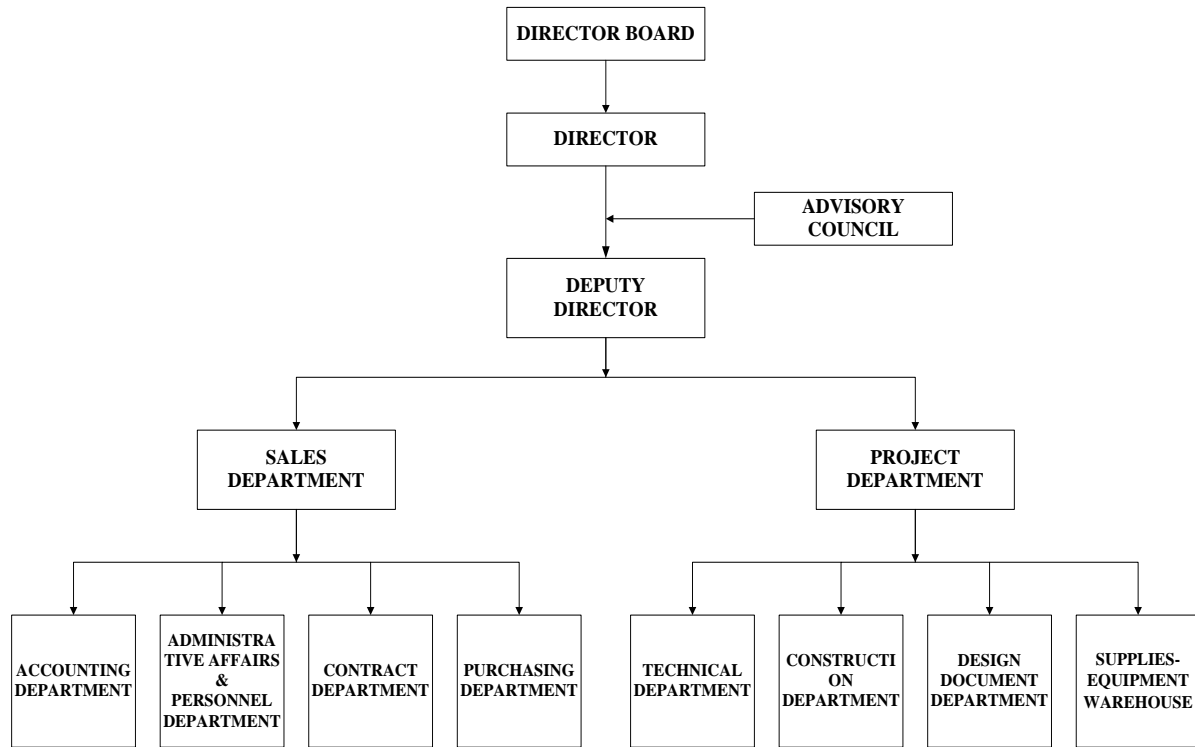 DIRECTOR BOARD
DIRECTOR
ADVISORY
COUNCIL
DEPUTY
DIRECTOR
SALES
DEPARTMENT
PROJECT
DEPARTMENT
ACCOUNTING
DEPARTMENT
ADMINISTRA
TIVE AFFAIRS
&
PERSONNEL
DEPARTMENT
CONTRACT
DEPARTMENT
PURCHASING
DEPARTMENT
TECHNICAL
DEPARTMENT
CONSTRUCTI
ON
DEPARTMENT
DESIGN
DOCUMENT
DEPARTMENT
SUPPLIES-
EQUIPMENT
WAREHOUSE